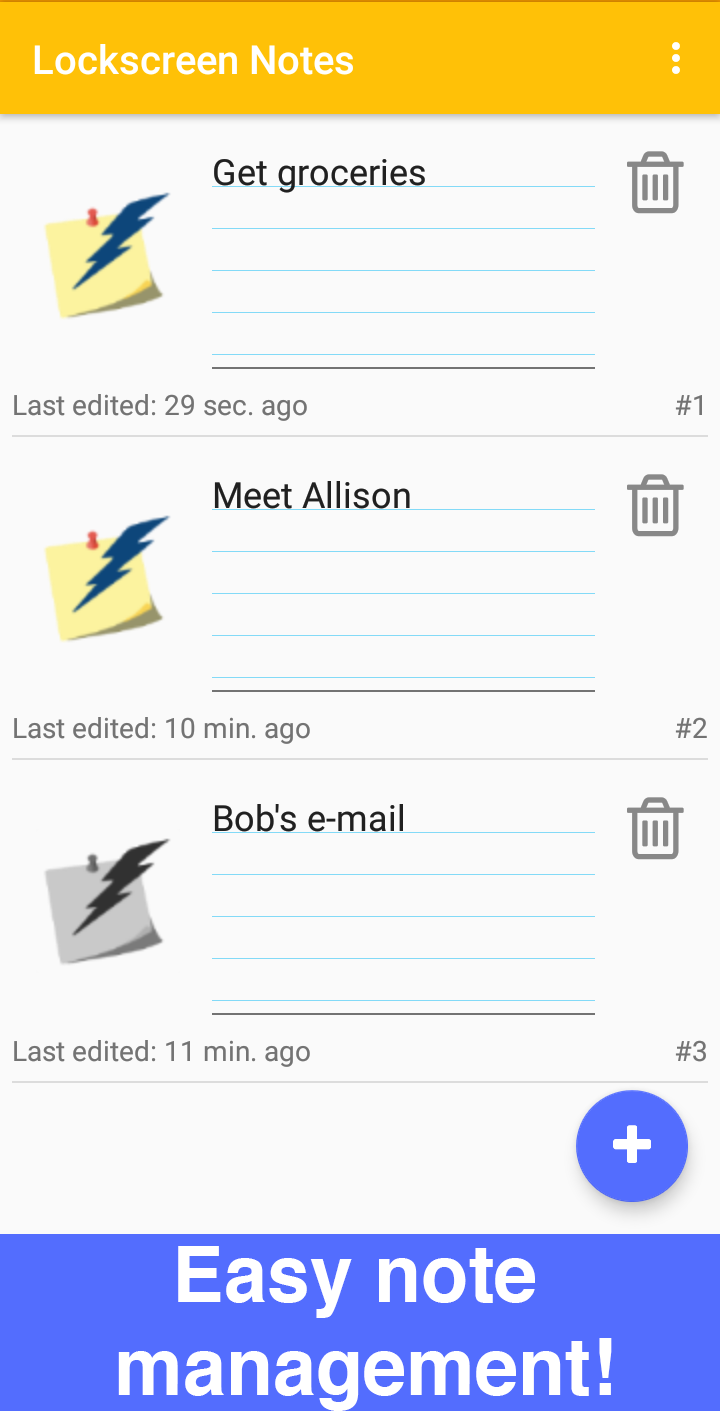 Lockscreen Notes
Get groceries
Last edited: 29 sec. ago #1
Meet Allison
Last edited: 10 min. ago #2
Bob's e-mail
Last edited: 11 min. ago #3
Easy note
management!